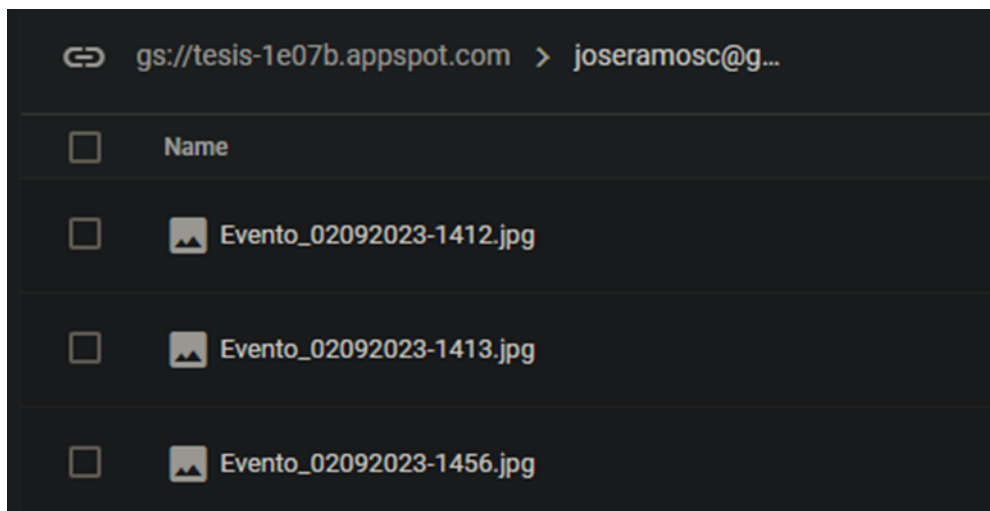 gs://tesis-1e07b.appspot.com > joseramosc@g...
Name
Evento_02092023-1412.jpg
Evento_02092023-1413.jpg
Evento_02092023-1456.jpg